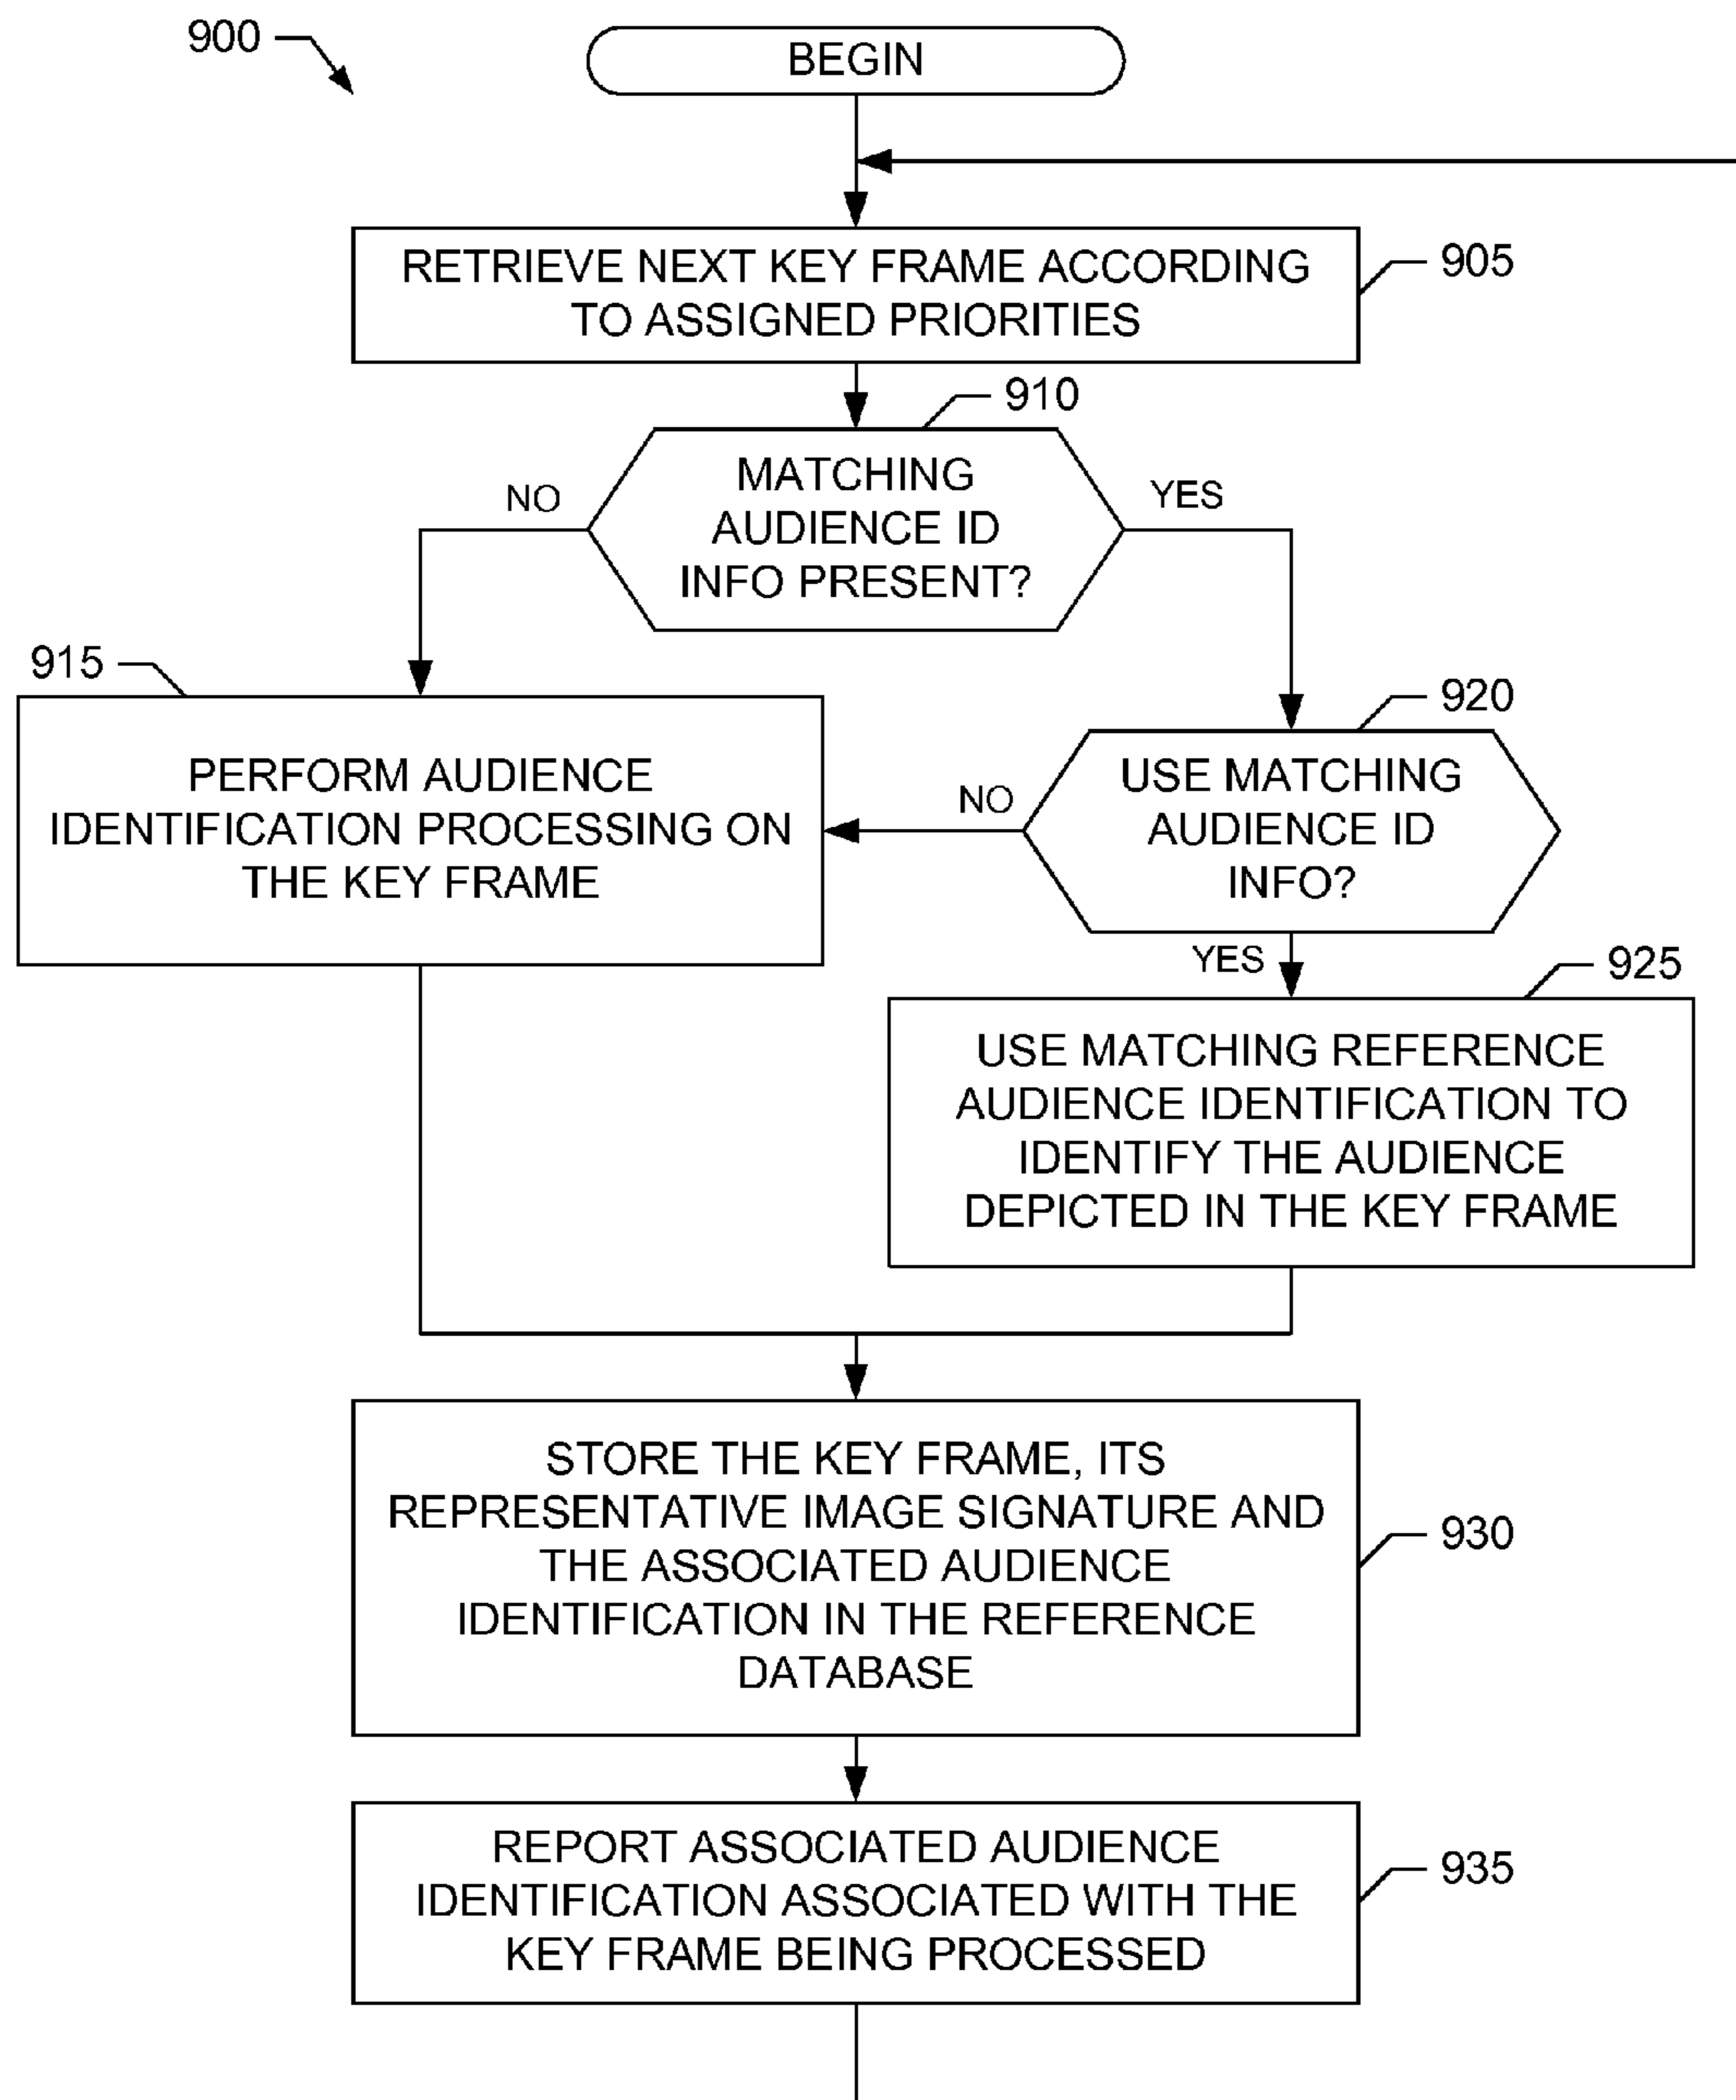 900
BEGIN
RETRIEVE NEXT KEY FRAME ACCORDING
TO ASSIGNED PRIORITIES
905
910
MATCHING
AUDIENCE ID
INFO PRESENT?
NO
YES
915
PERFORM AUDIENCE
IDENTIFICATION PROCESSING ON
THE KEY FRAME
920
USE MATCHING
AUDIENCE ID
INFO?
NO
YES
925
USE MATCHING REFERENCE
AUDIENCE IDENTIFICATION TO
IDENTIFY THE AUDIENCE
DEPICTED IN THE KEY FRAME
STORE THE KEY FRAME, ITS
REPRESENTATIVE IMAGE SIGNATURE AND
THE ASSOCIATED AUDIENCE
IDENTIFICATION IN THE REFERENCE
DATABASE
930
REPORT ASSOCIATED AUDIENCE
IDENTIFICATION ASSOCIATED WITH THE
KEY FRAME BEING PROCESSED
935